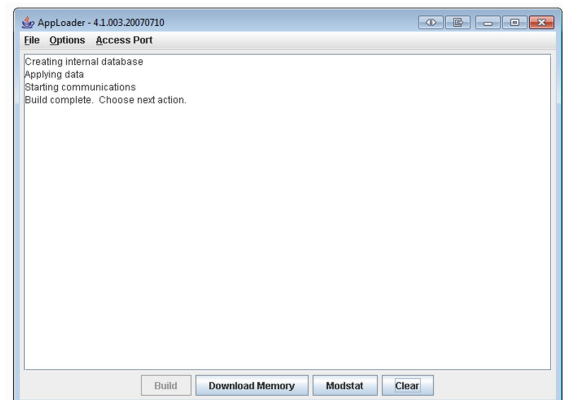 AppLoader - 4.1.003.20070710
File Options Access Port
Creating internal database
Applying data
Starting communications
Build complete. Choose next action.
Build Download Memory Modstat Clear